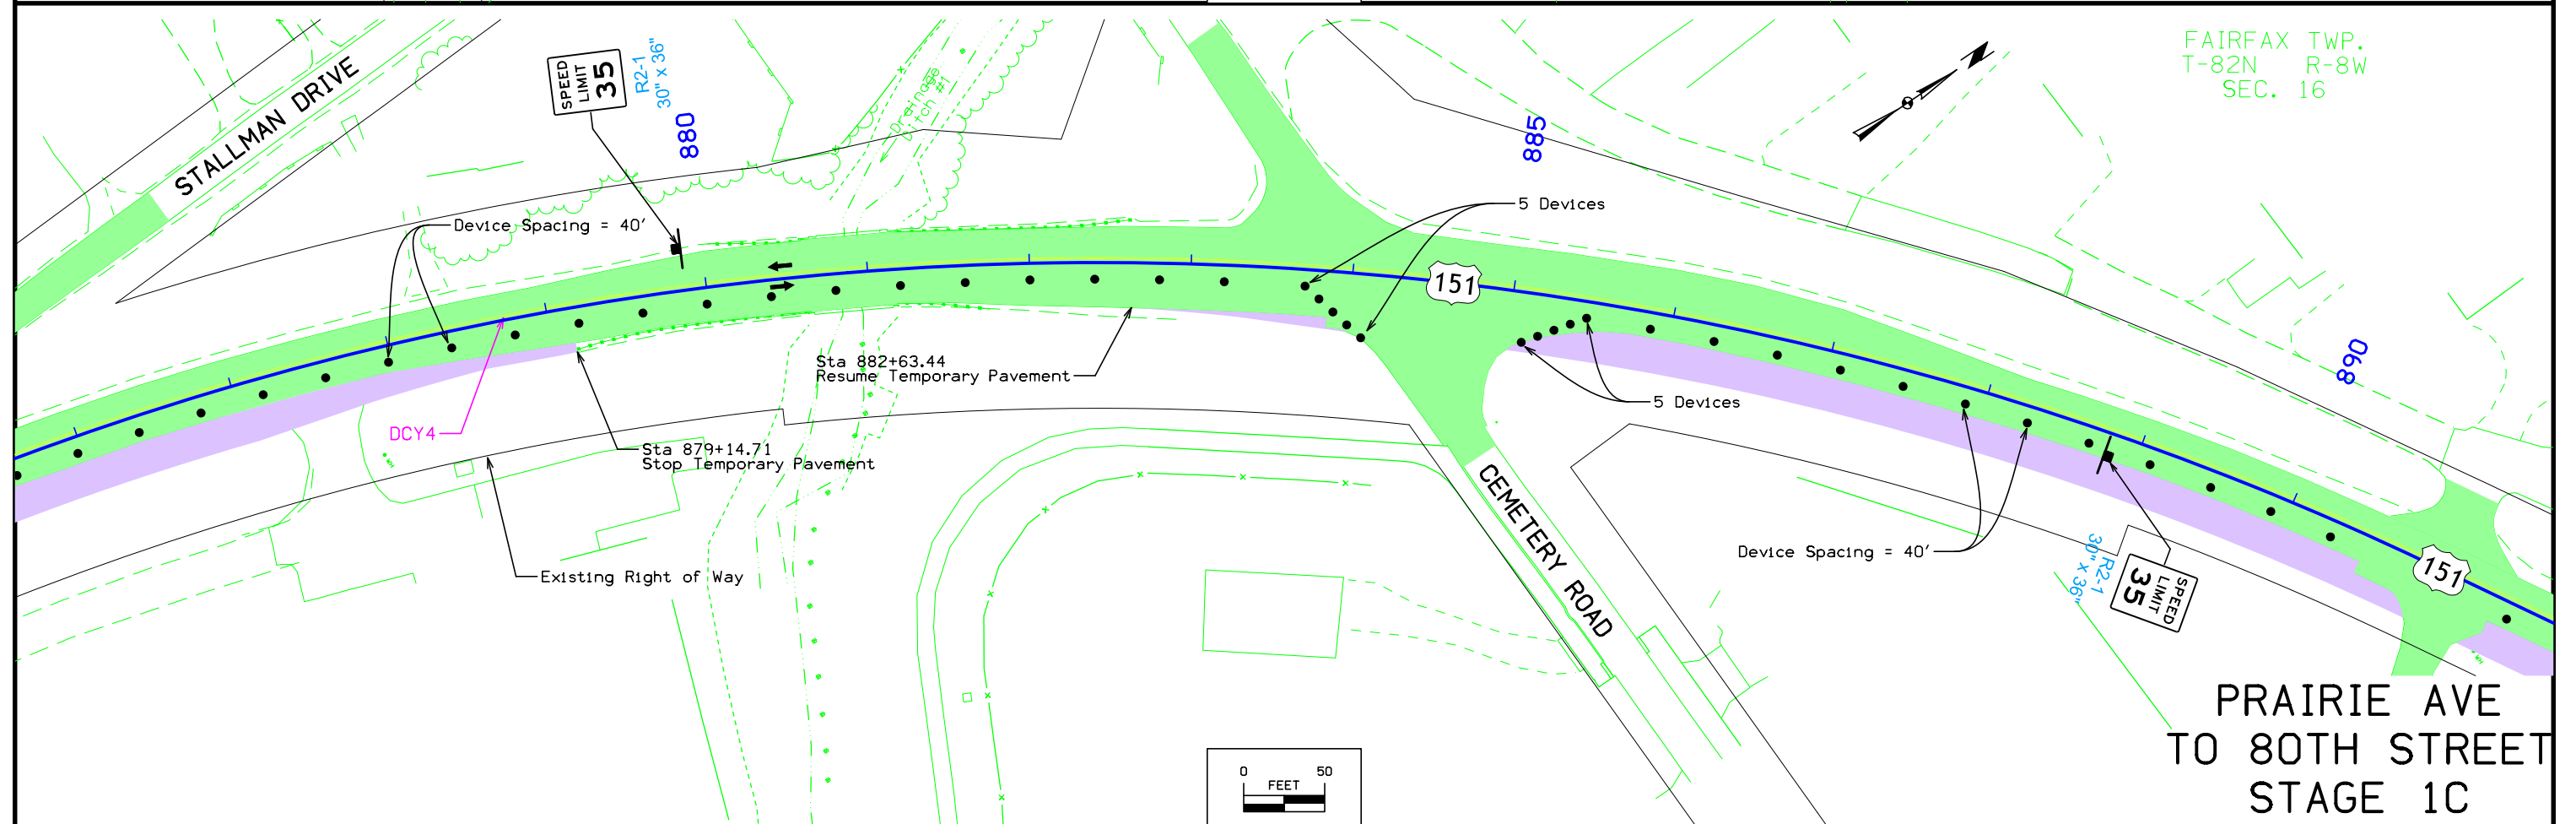 FAIRFAX TWP.
T-82N R-8W
SEC. 16
STALLMAN DRIVE
SPEED
LIMIT
35
R2-1
30" x 36"
880
Drainage
Ditch #1
885
Device Spacing = 40'
5 Devices
151
890
Sta 882+63.44
Resume Temporary Pavement
5 Devices
DCY4
Sta 879+14.71
Stop Temporary Pavement
Existing Right of Way
CEMETERY ROAD
Device Spacing = 40'
R2-1
30" x 36"
SPEED
LIMIT
35
151
PRAIRIE AVE
TO 80TH STREET
STAGE 1C
0 50
FEET